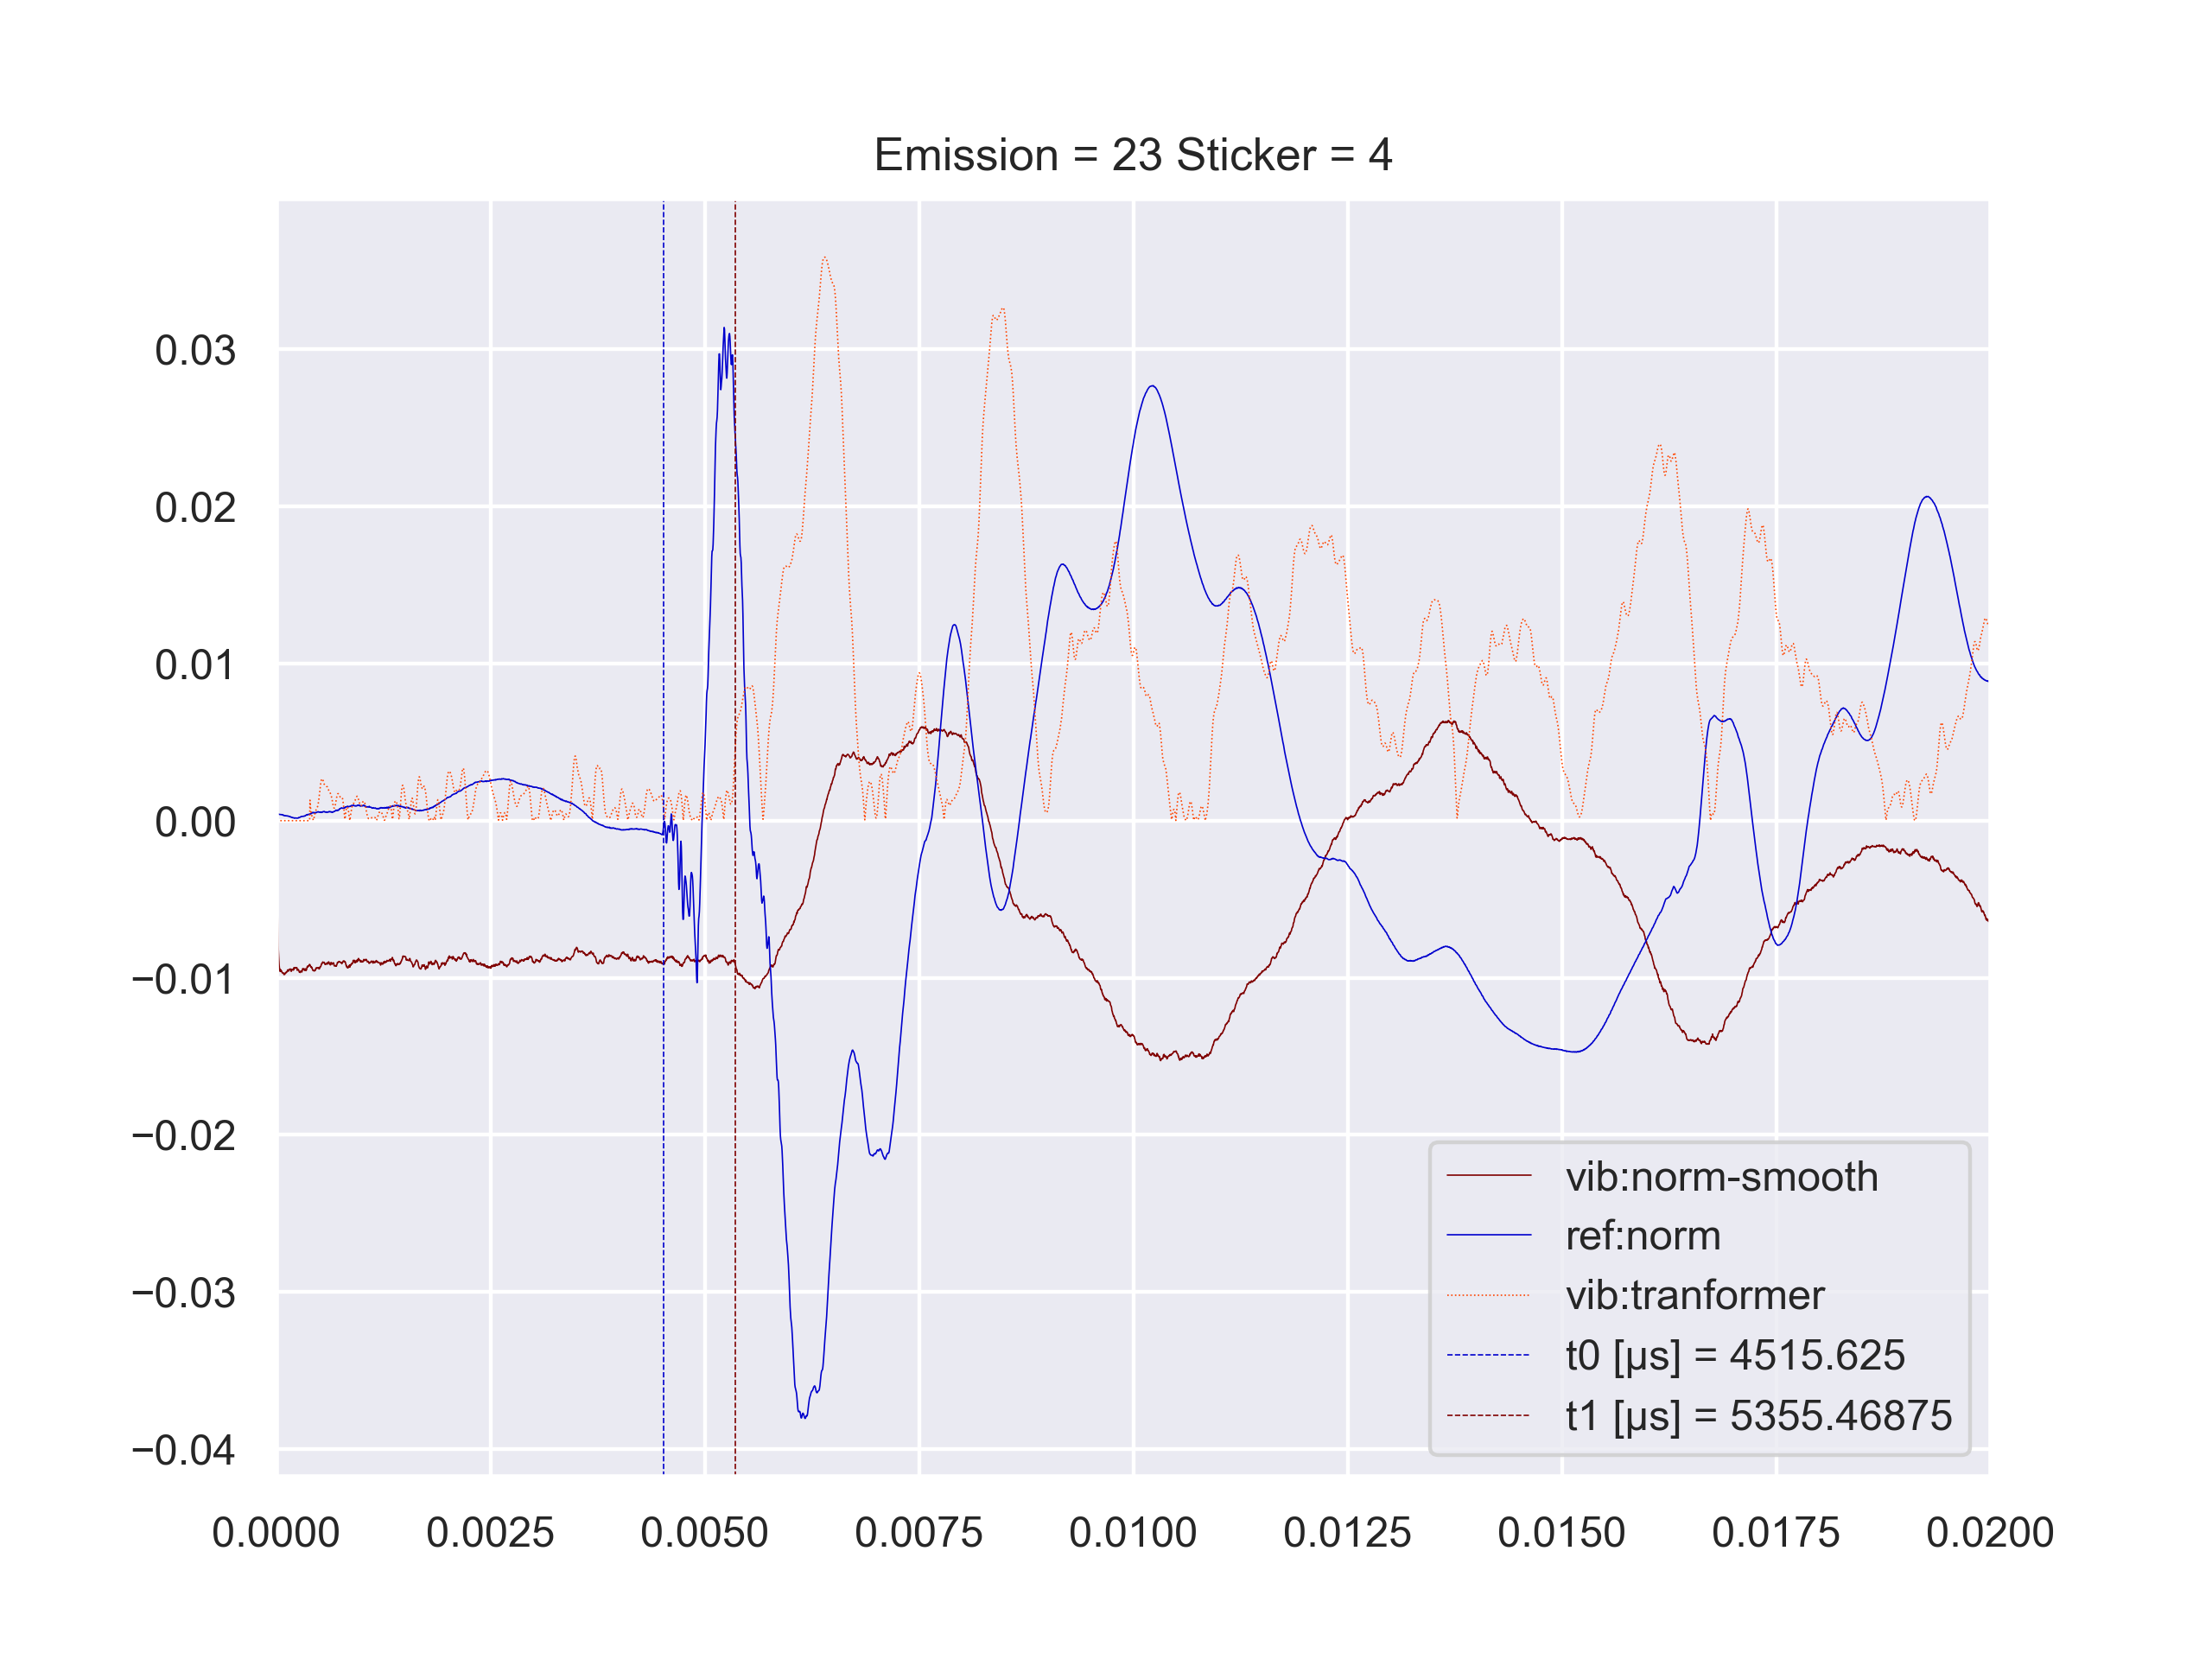 Emission = 23 Sticker = 4
0.03
0.02
0.01
0.00
−0.01
−0.02
−0.03
−0.04
0.0000 0.0025 0.0050 0.0075 0.0100 0.0125 0.0150 0.0175 0.0200
vib:norm-smooth
ref:norm
vib:tranformer
t0 [μs] = 4515.625
t1 [μs] = 5355.46875